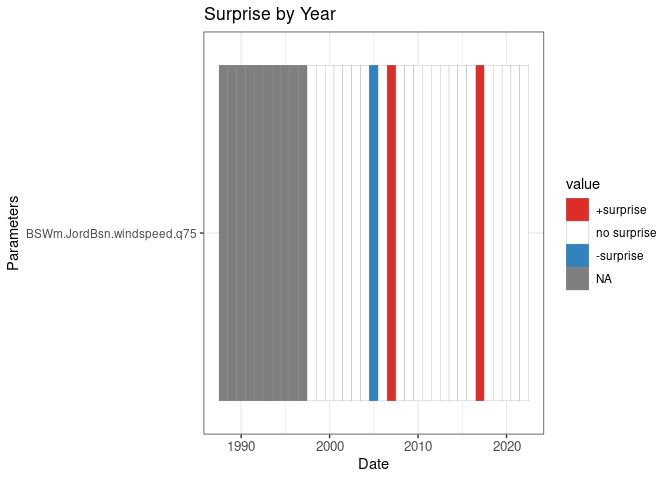 Surprise by Year
Parameters
BSWm.JordBsn.windspeed.q75
1990 2000 2010 2020
Date
value
+surprise
no surprise
-surprise
NA